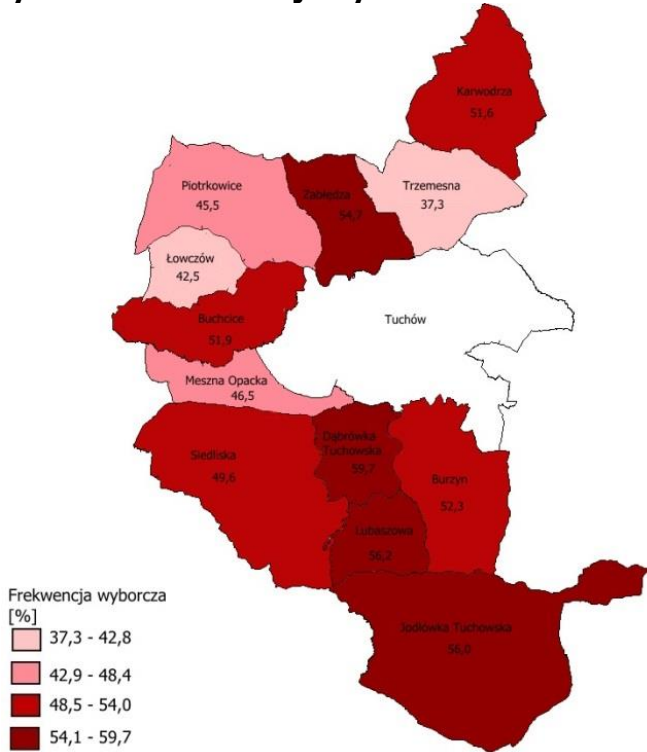 Karwodrza
51,6
Piotrkowice
45,5
Zabłędza
54,7
Trzemesna
37,3
Łowczów
42,5
Buchcice
51,9
Tuchów
Meszna Opacka
46,5
Siedliska
49,6
Dąbrówka
Tuchowska
59,7
Burzyn
52,3
Lubaszowa
56,2
Jodłówka Tuchowska
56,0
Frekwencja wyborcza
[%]
37,3 - 42,8
42,9 - 48,4
48,5 - 54,0
54,1 - 59,7